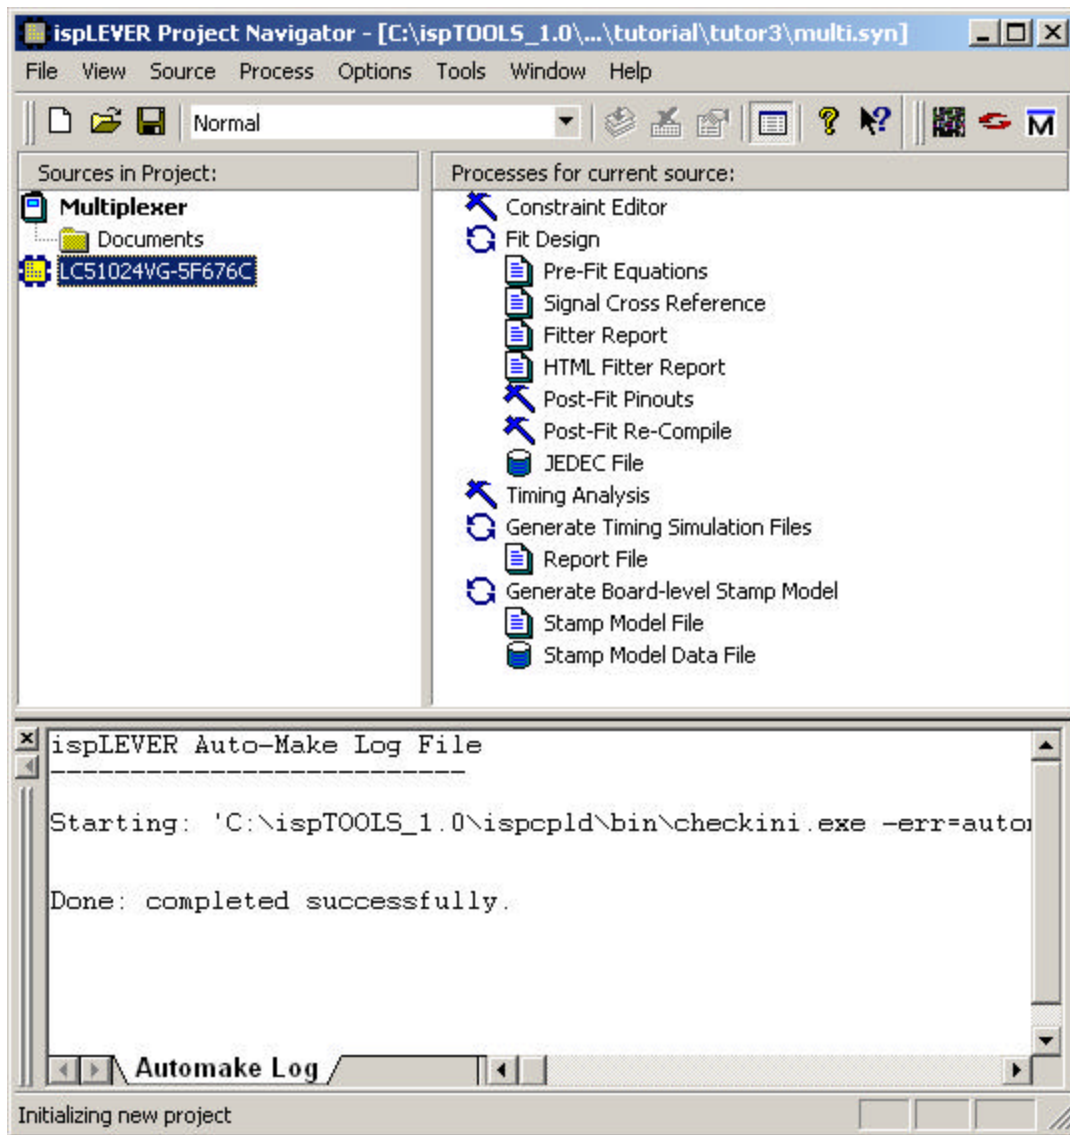 ispLEVER Project Navigator - [C:\ispTOOLS_1.0\...\tutorial\tutor3\multi.syn]
File View Source Process Options Tools Window Help
Normal
Sources in Project:
Processes for current source:
Multiplexer
Documents
LC51024VG-5F676C
Constraint Editor
Fit Design
Pre-Fit Equations
Signal Cross Reference
Fitter Report
HTML Fitter Report
Post-Fit Pinouts
Post-Fit Re-Compile
JEDEC File
Timing Analysis
Generate Timing Simulation Files
Report File
Generate Board-level Stamp Model
Stamp Model File
Stamp Model Data File
ispLEVER Auto-Make Log File
---------------------------
Starting: 'C:\ispTOOLS_1.0\ispcpld\bin\checkini.exe -err=autom
Done: completed successfully.
Automake Log
Initializing new project